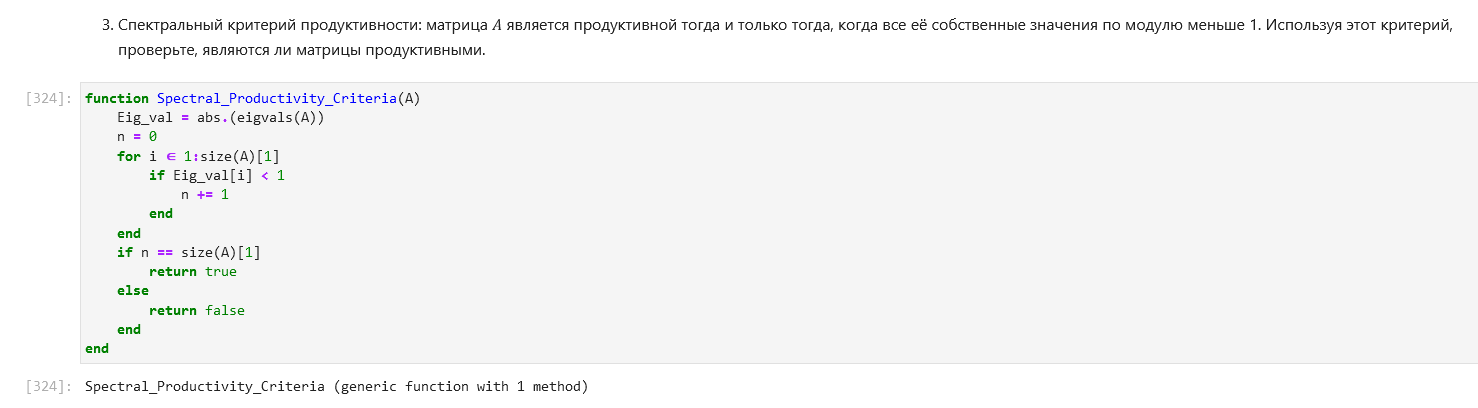 3. Спектральный критерий продуктивности: матрица A является продуктивной тогда и только тогда, когда все её собственные значения по модулю меньше 1. Используя этот критерий,
проверьте, являются ли матрицы продуктивными.
[324]: function Spectral_Productivity_Criteria(A)
    Eig_val = abs.(eigvals(A))
    n = 0
    for i ∈ 1:size(A)[1]
        if Eig_val[i] < 1
            n += 1
        end
    end
    if n == size(A)[1]
        return true
    else
        return false
    end
end
[324]: Spectral_Productivity_Criteria (generic function with 1 method)